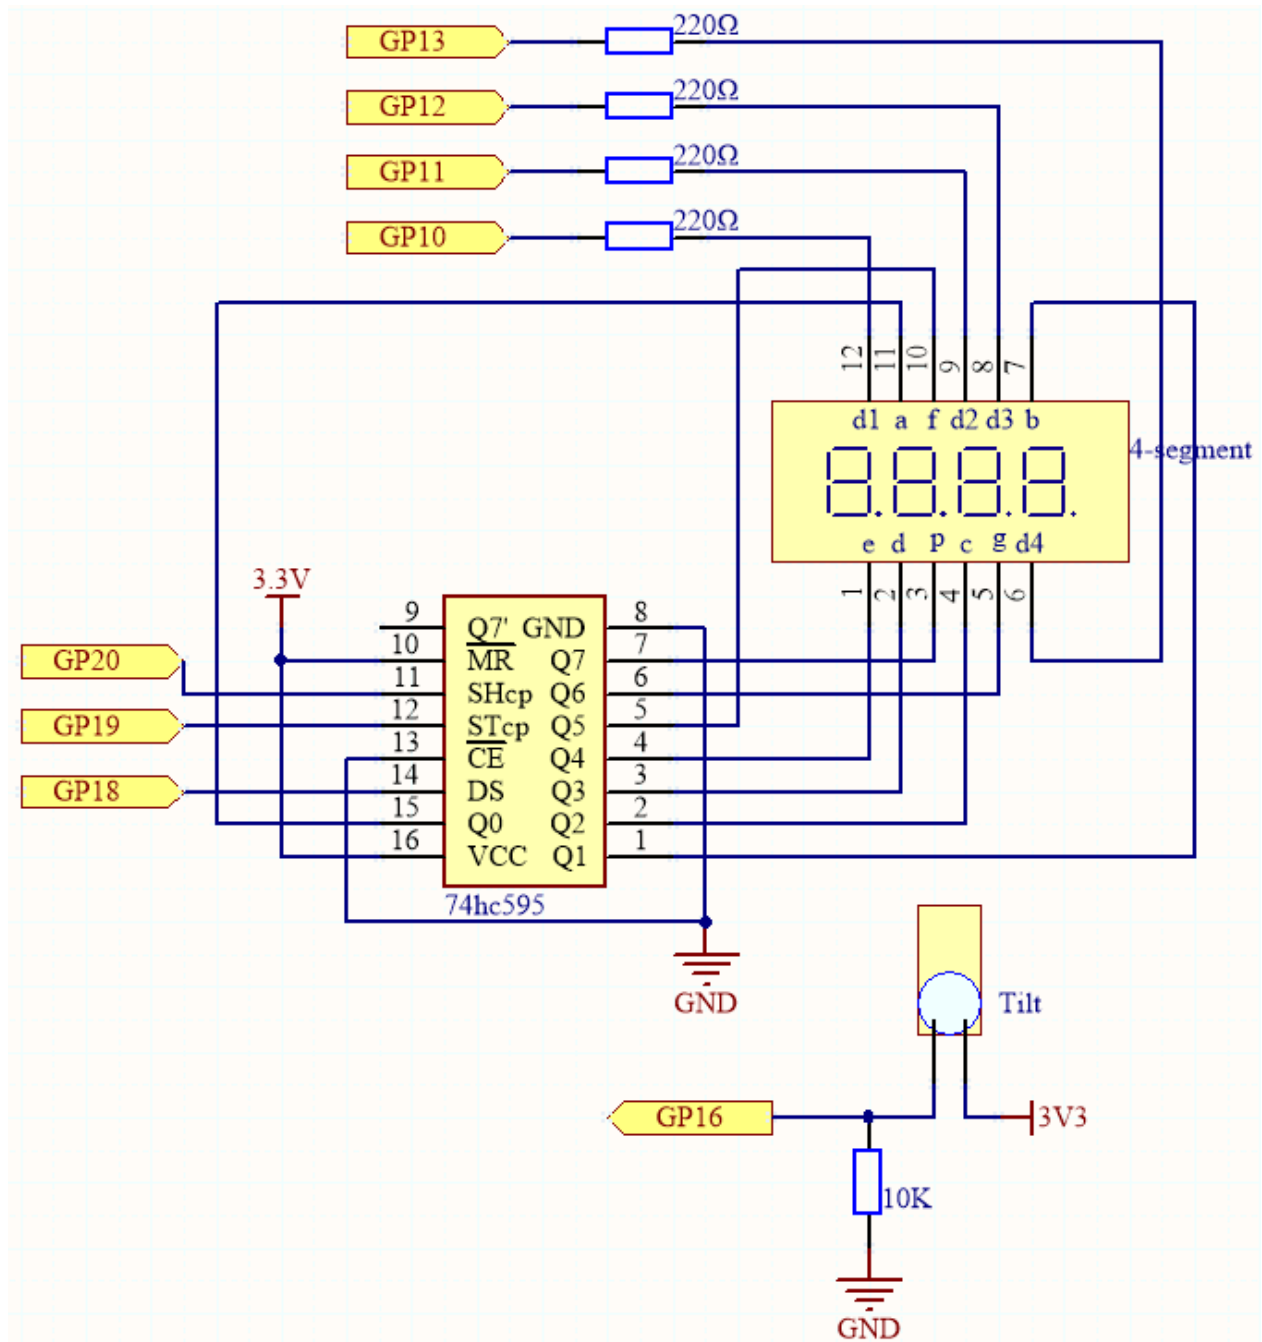 GP13
220Ω
GP12
220Ω
GP11
220Ω
GP10
220Ω
12 11 10 9 8 7
d1 a f d2 d3 b
4-segment
e d p c g d4
1 2 3 4 5 6
3.3V
9 Q7' GND 8
10 MR Q7 7
GP20
11 SHcp Q6 6
GP19
12 STcp Q5 5
13 CE Q4 4
GP18
14 DS Q3 3
15 Q0 Q2 2
16 VCC Q1 1
74hc595
GND
Tilt
GP16
3V3
10K
GND